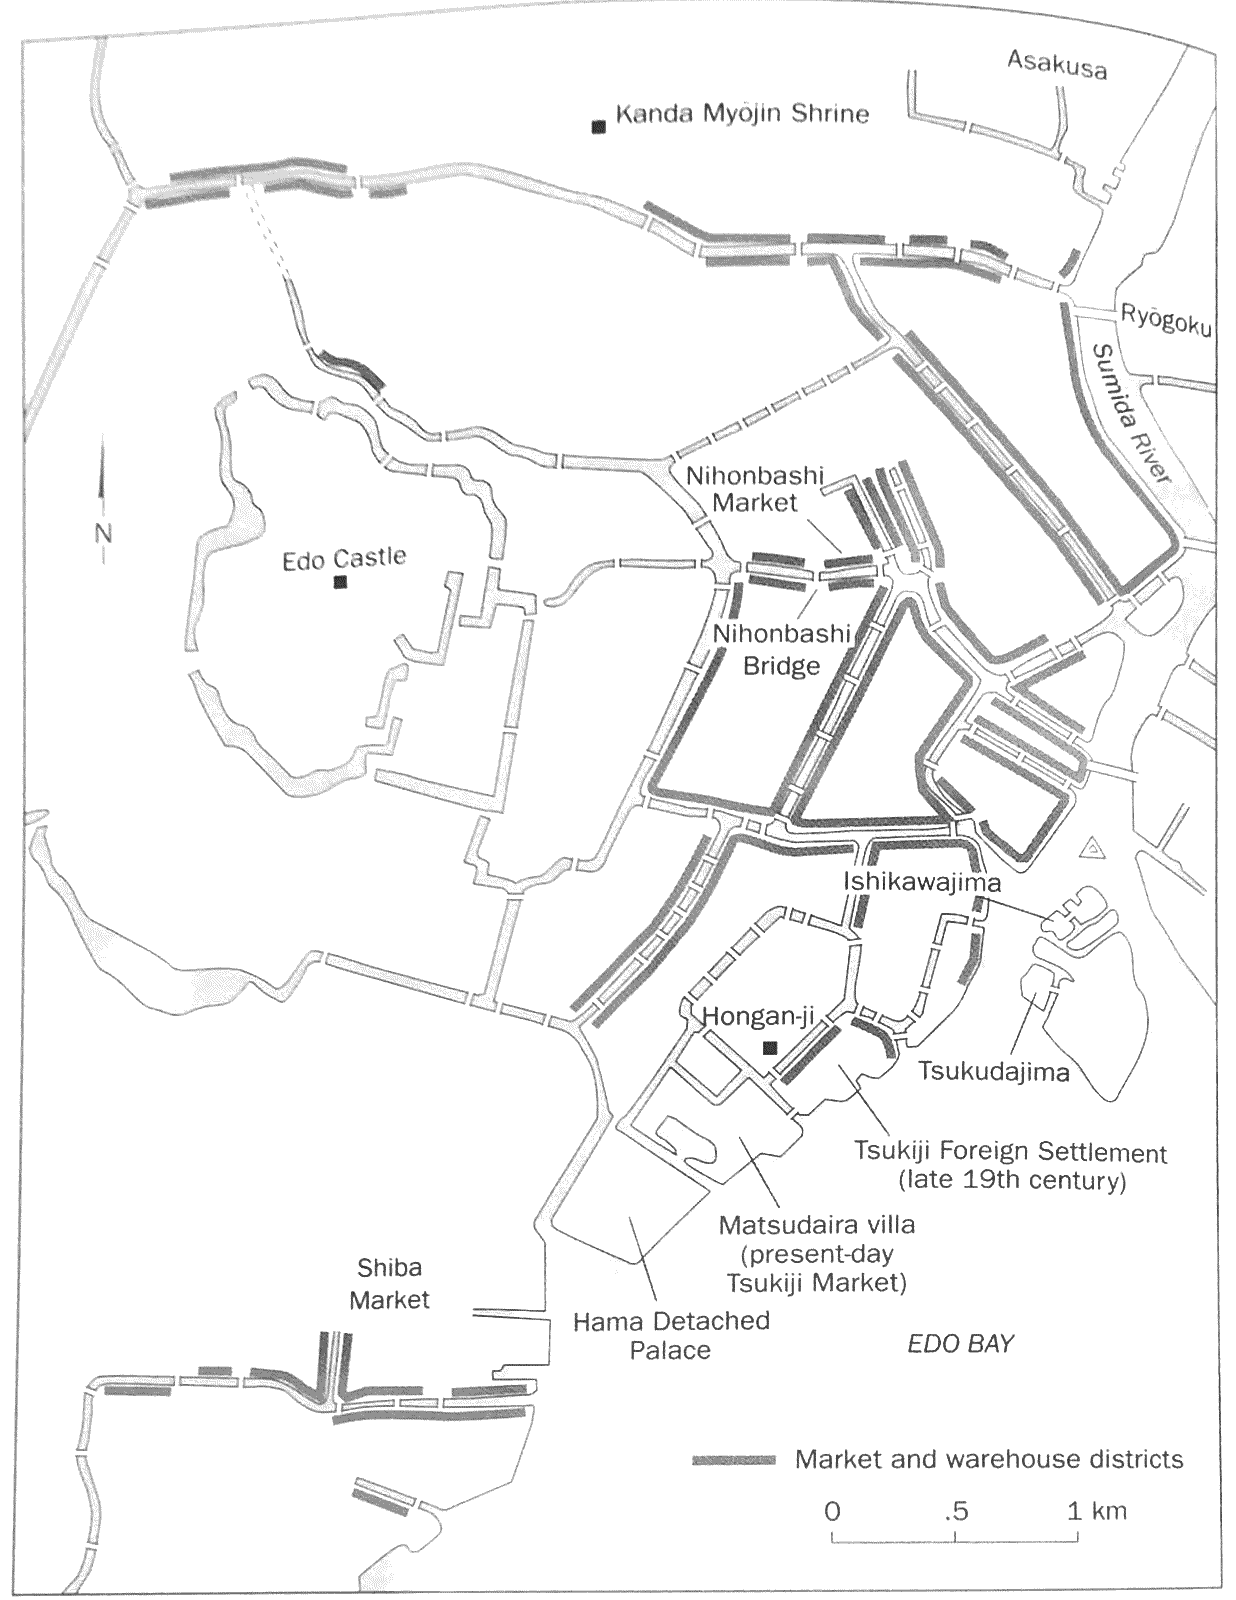 Asakusa
Kanda Myōjin Shrine
Ryōgoku
Sumida River
Nihonbashi
Market
N
Edo Castle
Nihonbashi
Bridge
Ishikawajima
Hongan-ji
Tsukudajima
Tsukiji Foreign Settlement
(late 19th century)
Matsudaira villa
(present-day
Tsukiji Market)
Shiba
Market
Hama Detached
Palace
EDO BAY
Market and warehouse districts
0 .5 1 km